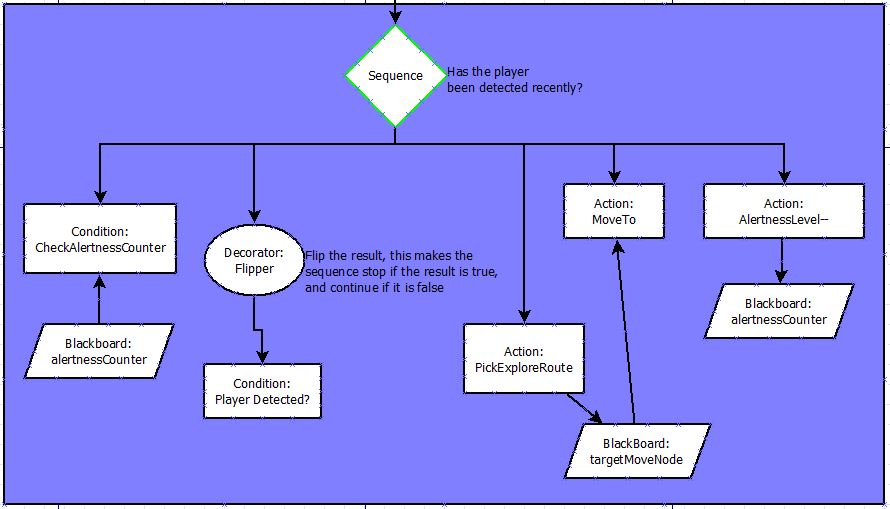 Sequence
Has the player
been detected recently?
Condition:
CheckAlertnessCounter
Blackboard:
alertnessCounter
Decorator:
Flipper
Flip the result, this makes the
sequence stop if the result is true,
and continue if it is false
Condition:
Player Detected?
Action:
PickExploreRoute
BlackBoard:
targetMoveNode
Action:
MoveTo
Action:
AlertnessLevel--
Blackboard:
alertnessCounter